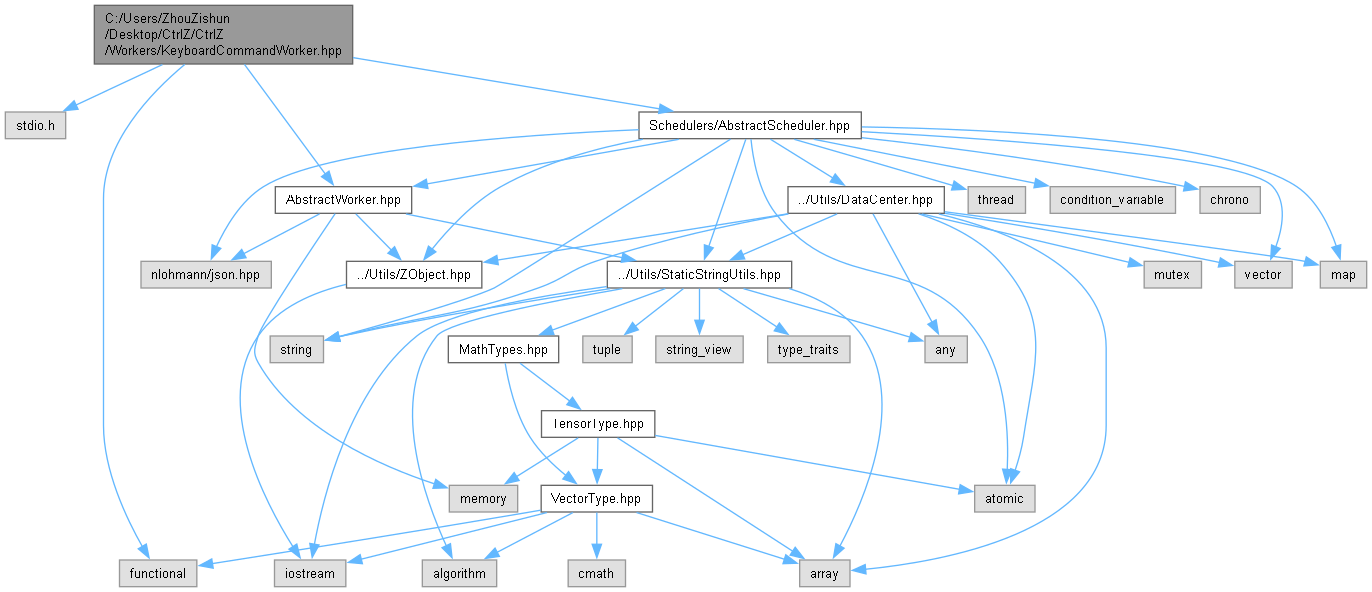 C:/Users/ZhouZishun
/Desktop/CtrlZ/CtrlZ
/Workers/KeyboardCommandWorker.hpp
stdio.h
Schedulers/AbstractScheduler.hpp
AbstractWorker.hpp
../Utils/DataCenter.hpp
thread
condition_variable
chrono
nlohmann/json.hpp
../Utils/ZObject.hpp
../Utils/StaticStringUtils.hpp
mutex
vector
map
string
MathTypes.hpp
tuple
string_view
type_traits
any
TensorType.hpp
memory
VectorType.hpp
atomic
functional
iostream
algorithm
cmath
array